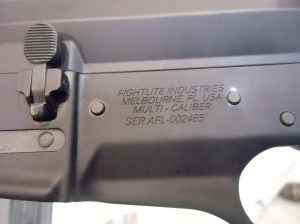 FIGHTLITE INDUSTRIES
MELBOURNE, FL. USA
MULTI - CALIBER
SER AFL-002465